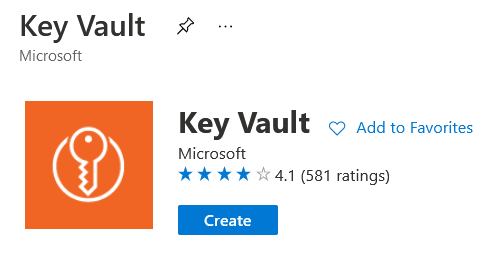 Key Vault
Microsoft
Key Vault Add to Favorites
Microsoft
4.1 (581 ratings)
Create